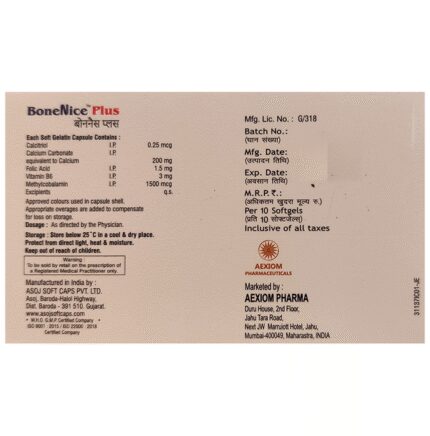 BoneNice™ Plus
बोननैस प्लस
Each Soft Gelatin Capsule Contains :
Calcitriol I.P. 0.25 mcg
Calcium Carbonate I.P.
equivalent to Calcium 200 mg
Folic Acid I.P. 1.5 mg
Vitamin B6 I.P. 3 mg
Methylcobalamin I.P. 1500 mcg
Excipients q.s.
Approved colours used in capsule shell.
Appropriate overages are added to compensate
for loss on storage.
Dosage : As directed by the Physician.
Storage : Store below 25°C in a cool & dry place.
Protect from direct light, heat & moisture.
Keep out of reach of children.
Warning
To be sold by retail on the prescription of
a Registered Medical Practitioner only.
Manufactured in India by :
ASOJ SOFT CAPS PVT. LTD.
Asoj, Baroda-Halol Highway,
Dist. Baroda - 391 510. Gujarat.
www.asojsoftcaps.com
* W.H.O. G.M.P Certified Company *
ISO 9001 : 2015 / ISO 22000 : 2018
Certified Company
Mfg. Lic. No. : G/318
Batch No.:
(घान संख्या)
Mfg. Date:
(उत्पादन तिथि)
Exp. Date:
(अवसान तिथि)
M.R.P. ₹.:
(अधिकतम खुदरा मूल्य रु.)
Per 10 Softgels
(प्रति 10 सोफ्टजेल्स)
Inclusive of all taxes
AEXIOM
PHARMACEUTICALS
Marketed by :
AEXIOM PHARMA
Duru House, 2nd Floor,
Jahu Tara Road,
Next JW Marruiott Hotel, Jahu,
Mumbai-400049, Maharastra, INDIA